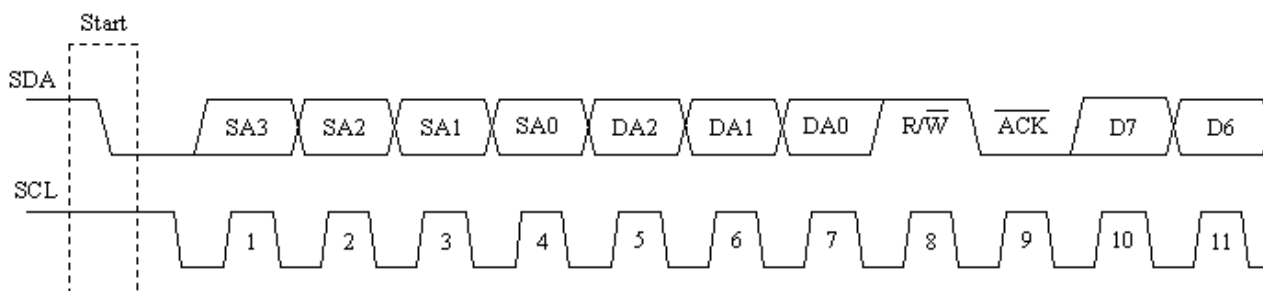 Start
SDA
SA3 SA2 SA1 SA0 DA2 DA1 DA0 R/W̅ A̅C̅K̅ D7 D6
SCL
1 2 3 4 5 6 7 8 9 10 11